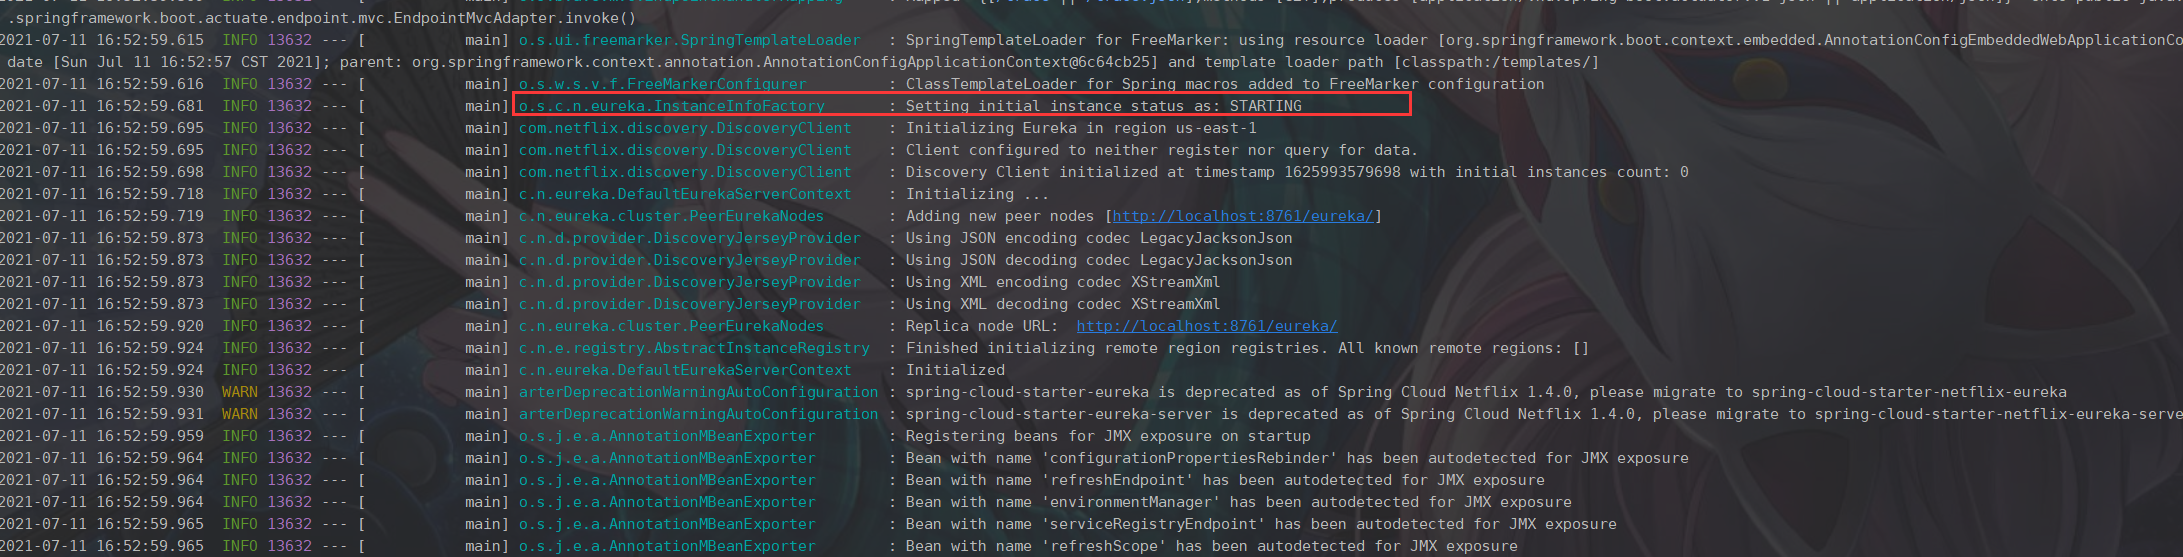 .springframework.boot.actuate.endpoint.mvc.EndpointMvcAdapter.invoke()
2021-07-11 16:52:59.615  INFO 13632 --- [           main] o.s.ui.freemarker.SpringTemplateLoader   : SpringTemplateLoader for FreeMarker: using resource loader [org.springframework.boot.context.embedded.AnnotationConfigEmbeddedWebApplicationCo
date [Sun Jul 11 16:52:57 CST 2021]; parent: org.springframework.context.annotation.AnnotationConfigApplicationContext@6c64cb25] and template loader path [classpath:/templates/]
2021-07-11 16:52:59.616  INFO 13632 --- [           main] o.s.w.s.v.f.FreeMarkerConfigurer         : ClassTemplateLoader for Spring macros added to FreeMarker configuration
2021-07-11 16:52:59.681  INFO 13632 --- [           main] o.s.c.n.eureka.InstanceInfoFactory       : Setting initial instance status as: STARTING
2021-07-11 16:52:59.695  INFO 13632 --- [           main] com.netflix.discovery.DiscoveryClient    : Initializing Eureka in region us-east-1
2021-07-11 16:52:59.695  INFO 13632 --- [           main] com.netflix.discovery.DiscoveryClient    : Client configured to neither register nor query for data.
2021-07-11 16:52:59.698  INFO 13632 --- [           main] com.netflix.discovery.DiscoveryClient    : Discovery Client initialized at timestamp 1625993579698 with initial instances count: 0
2021-07-11 16:52:59.718  INFO 13632 --- [           main] c.n.eureka.DefaultEurekaServerContext    : Initializing ...
2021-07-11 16:52:59.719  INFO 13632 --- [           main] c.n.eureka.cluster.PeerEurekaNodes       : Adding new peer nodes [http://localhost:8761/eureka/]
2021-07-11 16:52:59.873  INFO 13632 --- [           main] c.n.d.provider.DiscoveryJerseyProvider   : Using JSON encoding codec LegacyJacksonJson
2021-07-11 16:52:59.873  INFO 13632 --- [           main] c.n.d.provider.DiscoveryJerseyProvider   : Using JSON decoding codec LegacyJacksonJson
2021-07-11 16:52:59.873  INFO 13632 --- [           main] c.n.d.provider.DiscoveryJerseyProvider   : Using XML encoding codec XStreamXml
2021-07-11 16:52:59.873  INFO 13632 --- [           main] c.n.d.provider.DiscoveryJerseyProvider   : Using XML decoding codec XStreamXml
2021-07-11 16:52:59.920  INFO 13632 --- [           main] c.n.eureka.cluster.PeerEurekaNodes       : Replica node URL:  http://localhost:8761/eureka/
2021-07-11 16:52:59.924  INFO 13632 --- [           main] c.n.e.registry.AbstractInstanceRegistry  : Finished initializing remote region registries. All known remote regions: []
2021-07-11 16:52:59.924  INFO 13632 --- [           main] c.n.eureka.DefaultEurekaServerContext    : Initialized
2021-07-11 16:52:59.930  WARN 13632 --- [           main] arterDeprecationWarningAutoConfiguration : spring-cloud-starter-eureka is deprecated as of Spring Cloud Netflix 1.4.0, please migrate to spring-cloud-starter-netflix-eureka
2021-07-11 16:52:59.931  WARN 13632 --- [           main] arterDeprecationWarningAutoConfiguration : spring-cloud-starter-eureka-server is deprecated as of Spring Cloud Netflix 1.4.0, please migrate to spring-cloud-starter-netflix-eureka-serve
2021-07-11 16:52:59.959  INFO 13632 --- [           main] o.s.j.e.a.AnnotationMBeanExporter        : Registering beans for JMX exposure on startup
2021-07-11 16:52:59.964  INFO 13632 --- [           main] o.s.j.e.a.AnnotationMBeanExporter        : Bean with name 'configurationPropertiesRebinder' has been autodetected for JMX exposure
2021-07-11 16:52:59.964  INFO 13632 --- [           main] o.s.j.e.a.AnnotationMBeanExporter        : Bean with name 'refreshEndpoint' has been autodetected for JMX exposure
2021-07-11 16:52:59.964  INFO 13632 --- [           main] o.s.j.e.a.AnnotationMBeanExporter        : Bean with name 'environmentManager' has been autodetected for JMX exposure
2021-07-11 16:52:59.965  INFO 13632 --- [           main] o.s.j.e.a.AnnotationMBeanExporter        : Bean with name 'serviceRegistryEndpoint' has been autodetected for JMX exposure
2021-07-11 16:52:59.965  INFO 13632 --- [           main] o.s.j.e.a.AnnotationMBeanExporter        : Bean with name 'refreshScope' has been autodetected for JMX exposure